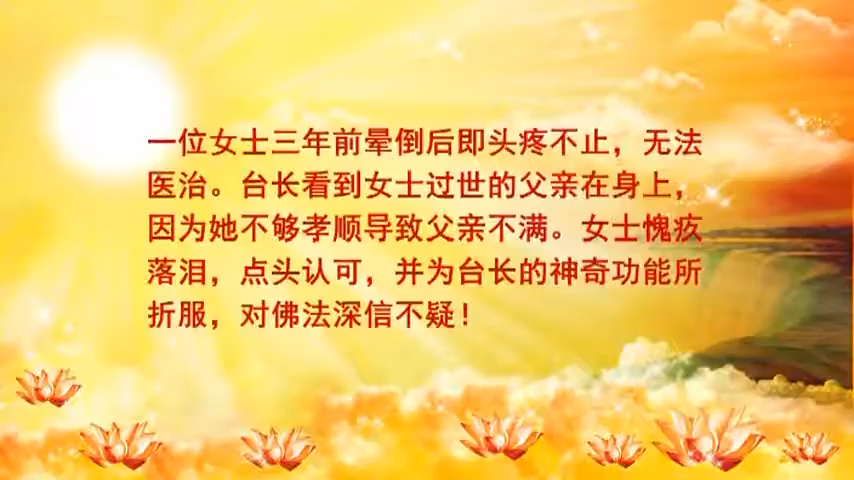 一位女士三年前晕倒后即头疼不止，无法
医治。台长看到女士过世的父亲在身上，
因为她不够孝顺导致父亲不满。女士愧疚
落泪，点头认可，并为台长的神奇功能所
折服，对佛法深信不疑！